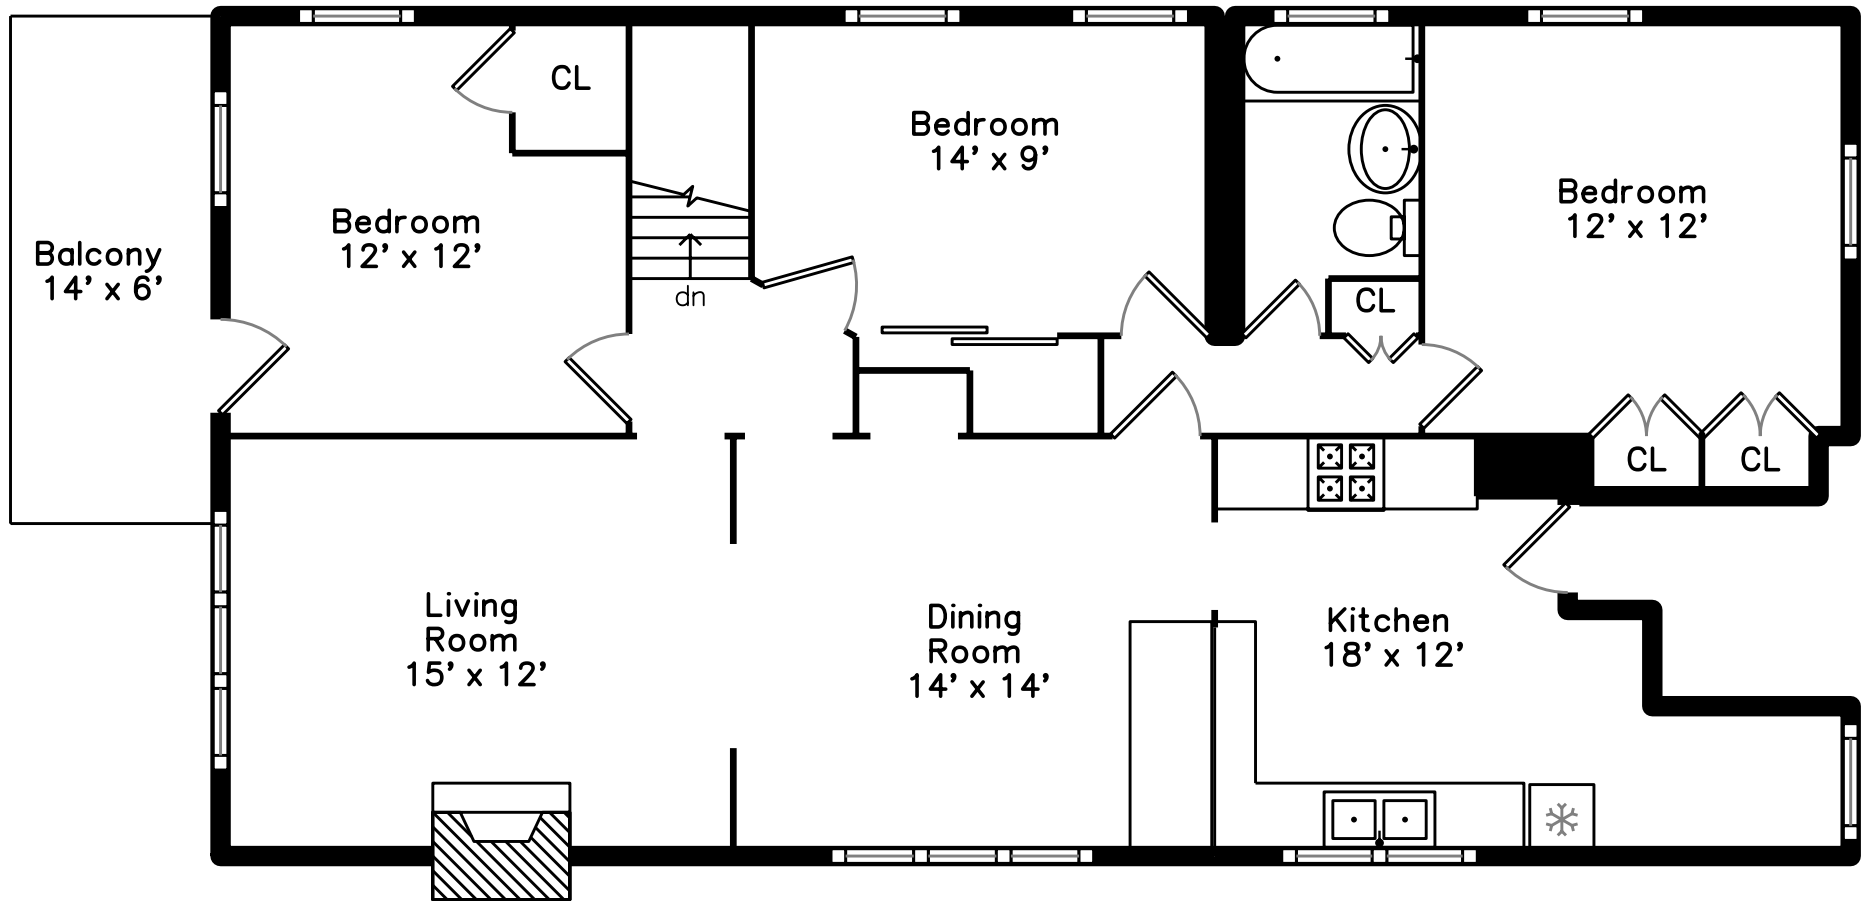 CL
Bedroom
14' x 9'
Bedroom
12' x 12'
Bedroom
12' x 12'
Balcony
14' x 6'
dn
CL
CL
CL
Living
Room
15' x 12'
Dining
Room
14' x 14'
Kitchen
18' x 12'